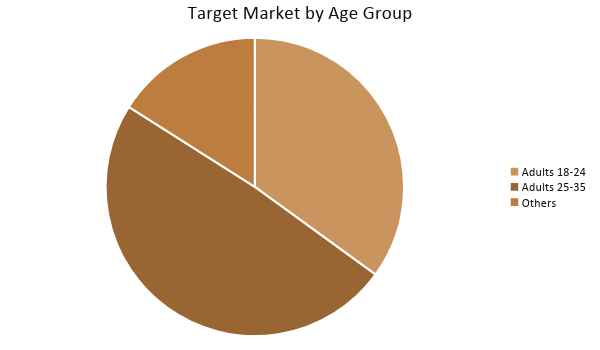 Target Market by Age Group
Adults 18-24
Adults 25-35
Others